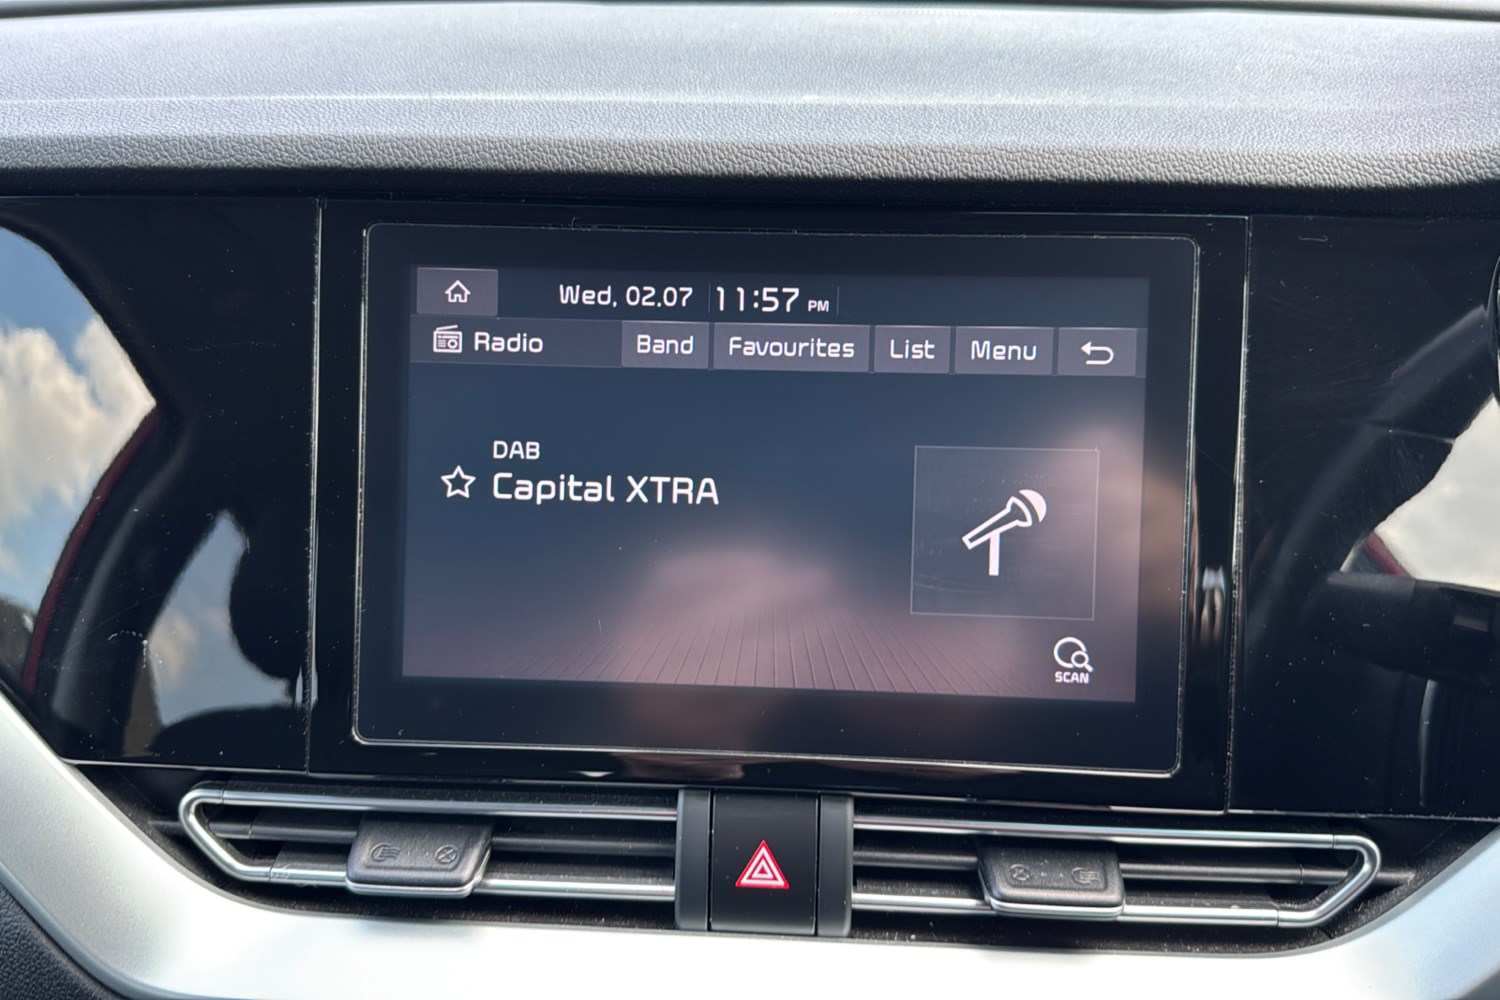 Wed, 02.07 11:57 PM
Radio Band Favourites List Menu
DAB
Capital XTRA
SCAN